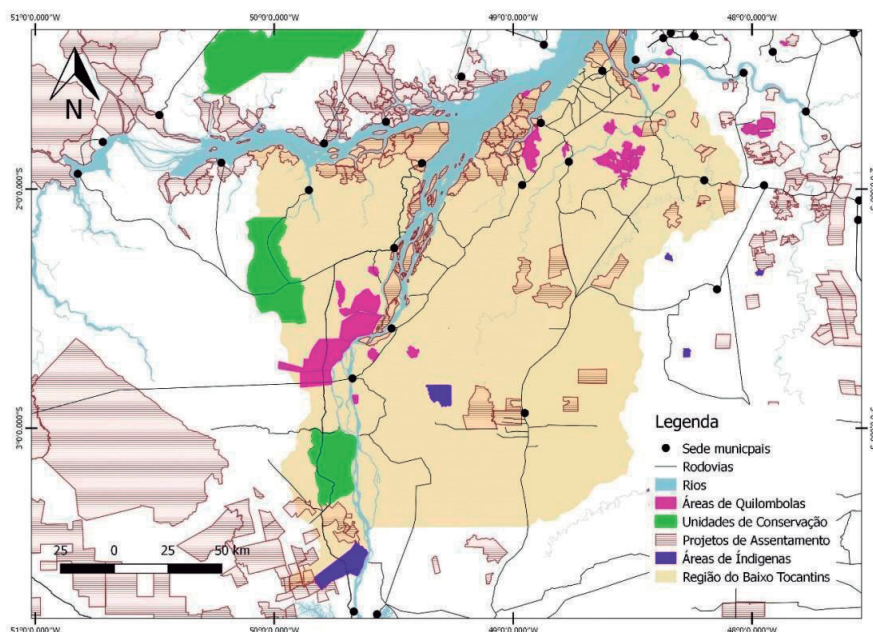 51°0'0.000"W 50°0'0.000"W 49°0'0.000"W 48°0'0.000"W
N
2°0'0.000"S
3°0'0.000"S
Legenda
Sede municpais
Rodovias
Rios
Áreas de Quilombolas
Unidades de Conservação
Projetos de Assentamento
Áreas de Índigenas
Região do Baixo Tocantins
25 0 25 50 km
51°0'0.000"W 50°0'0.000"W 49°0'0.000"W 48°0'0.000"W